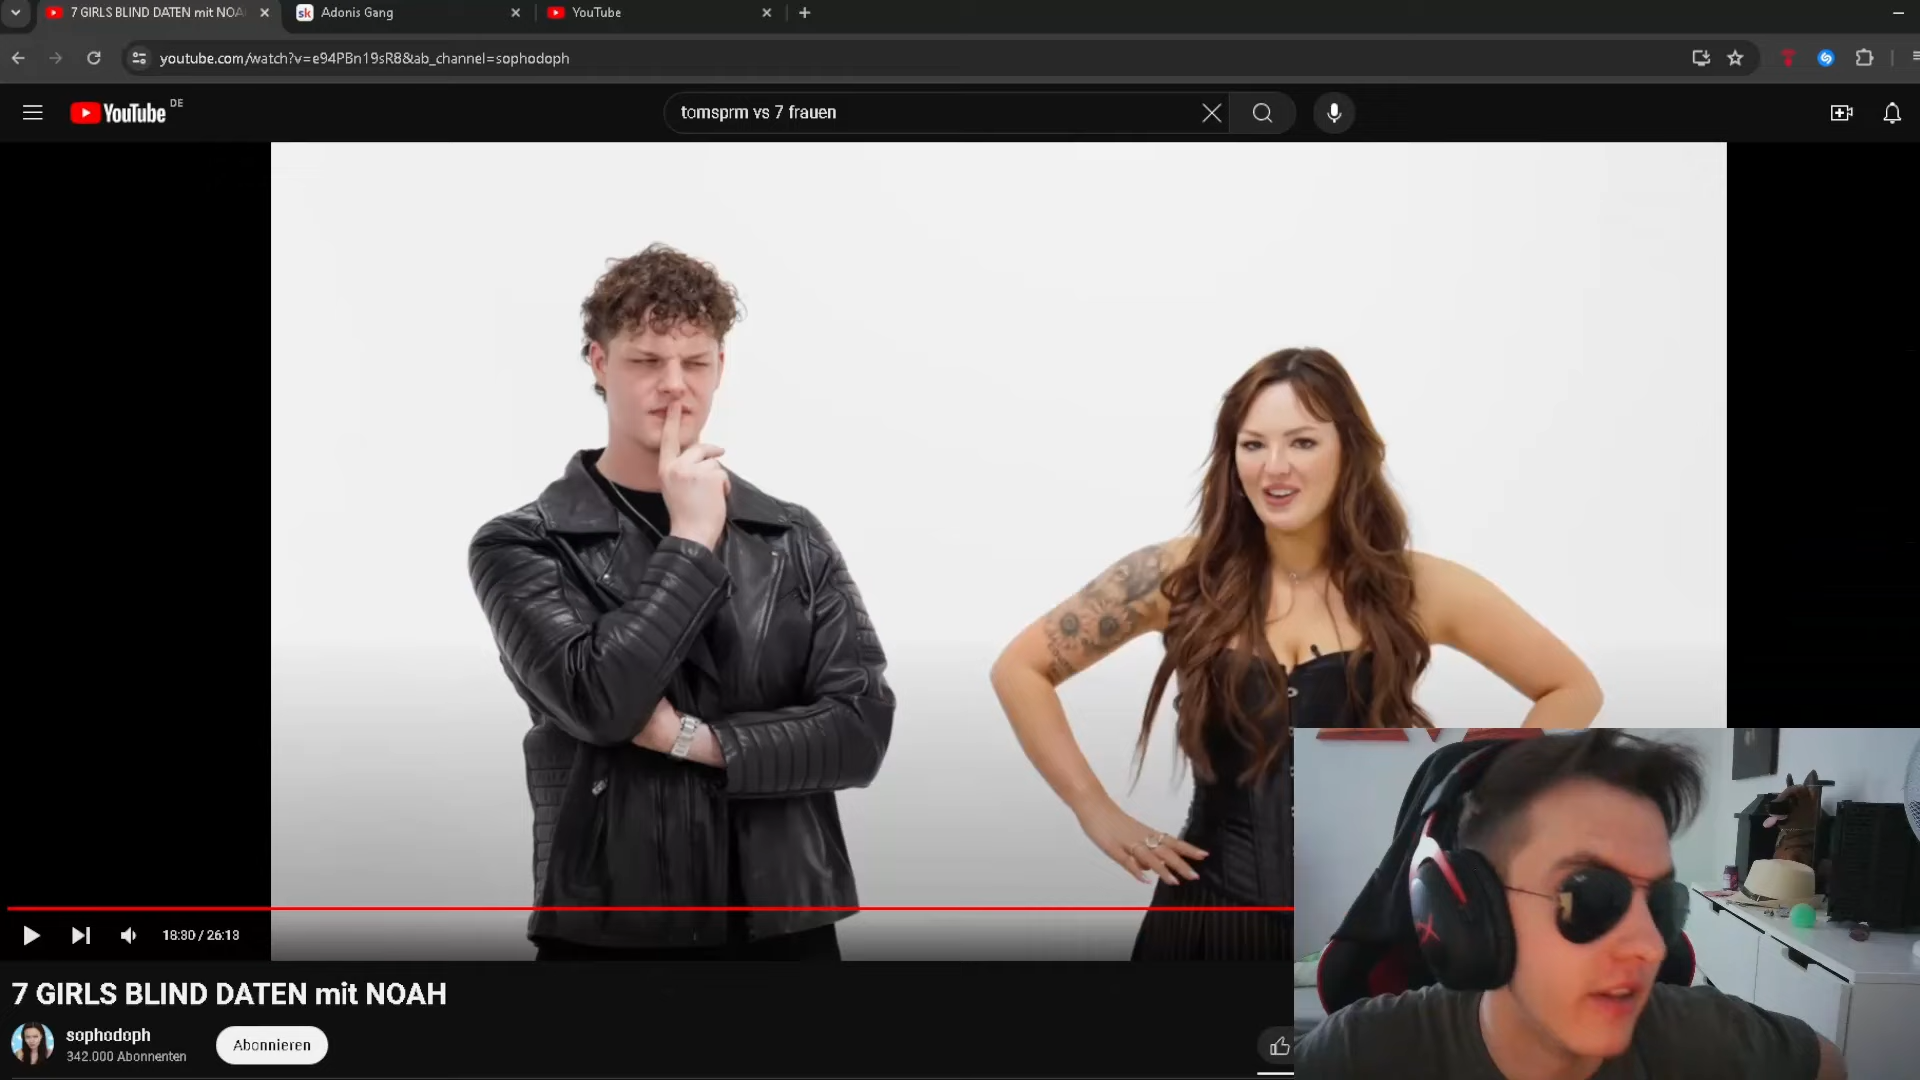 7 GIRLS BLIND DATEN mit NOA
sk Adonis Gang
YouTube
youtube.com/watch?v=e94PBn19sR8&ab_channel=sophodoph
YouTube DE
tomsprm vs 7 frauen
18:30 / 26:13
7 GIRLS BLIND DATEN mit NOAH
sophodoph
342.000 Abonnenten
Abonnieren